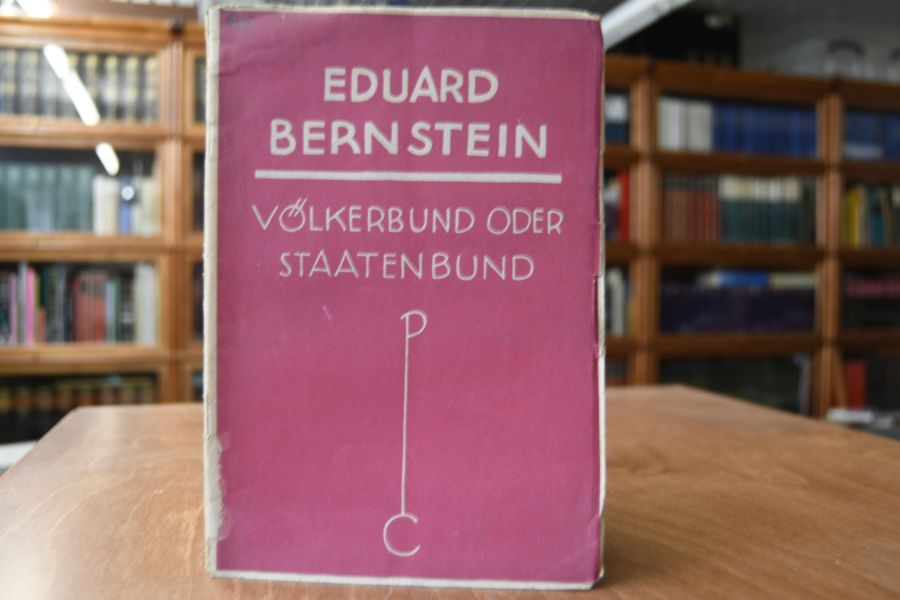 EDUARD
BERNSTEIN
VÖLKERBUND ODER
STAATENBUND
P
C